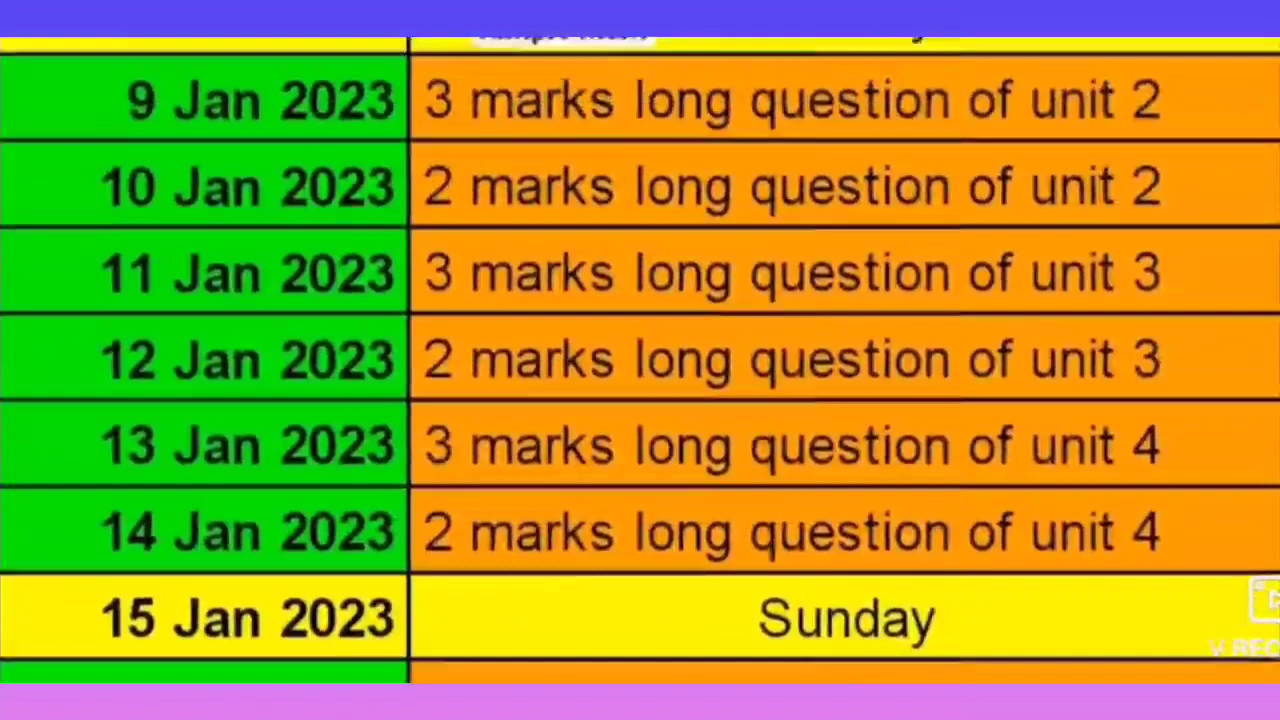 9 Jan 2023 3 marks long question of unit 2
10 Jan 2023 2 marks long question of unit 2
11 Jan 2023 3 marks long question of unit 3
12 Jan 2023 2 marks long question of unit 3
13 Jan 2023 3 marks long question of unit 4
14 Jan 2023 2 marks long question of unit 4
15 Jan 2023 Sunday